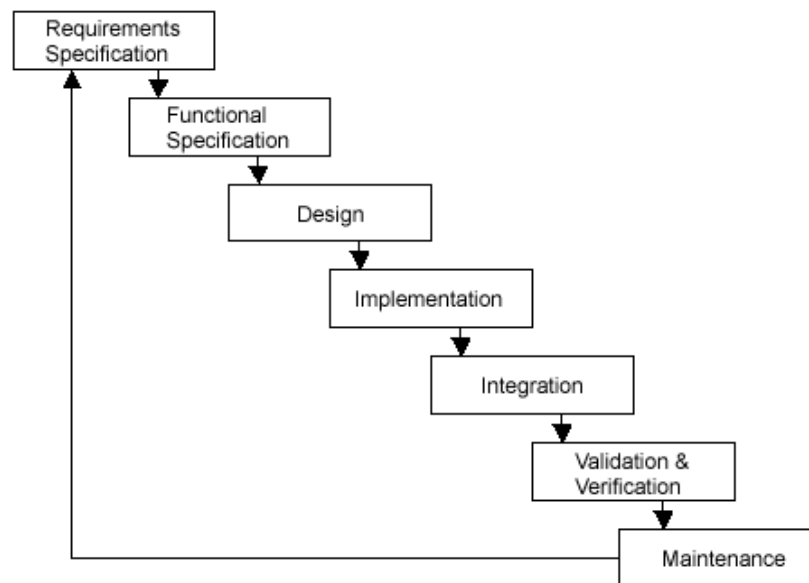 Requirements
Specification
Functional
Specification
Design
Implementation
Integration
Validation &
Verification
Maintenance